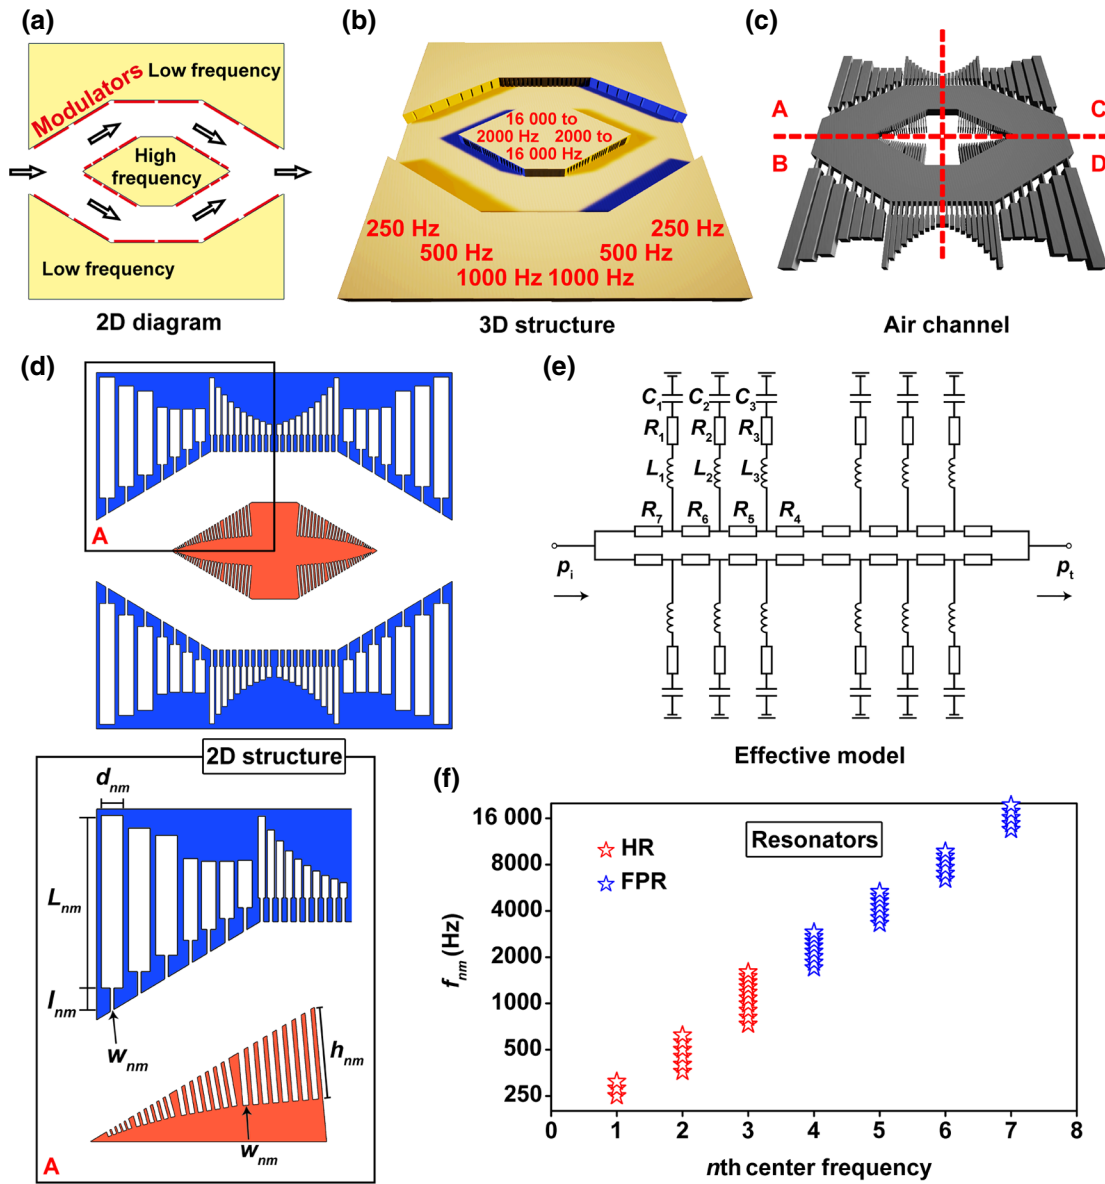 (a)
Modulators
Low frequency
High
frequency
Low frequency
2D diagram
(b)
16 000 to
2000 Hz
2000 to
16 000 Hz
250 Hz
250 Hz
500 Hz
500 Hz
1000 Hz
1000 Hz
3D structure
(c)
A
C
B
D
Air channel
(d)
A
2D structure
dnm
Lnm
lnm
wnm
hnm
wnm
A
(e)
C1
C2
C3
R1
R2
R3
L1
L2
L3
R7
R6
R5
R4
pi
pt
Effective model
(f)
HR
FPR
Resonators
fnm (Hz)
16 000
8000
4000
2000
1000
500
250
0 1 2 3 4 5 6 7 8
nth center frequency